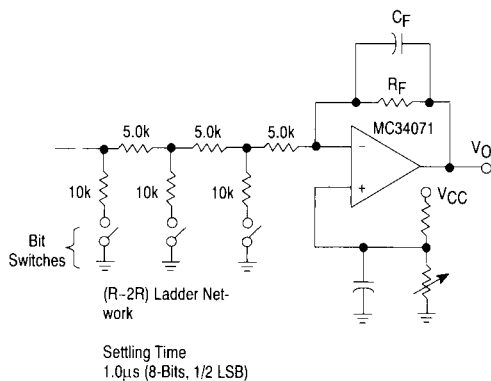 CF
RF
MC34071
5.0k
5.0k
5.0k
VO
10k
10k
10k
VCC
Bit
Switches
(R-2R) Ladder Net-
work
Settling Time
1.0µs (8-Bits, 1/2 LSB)